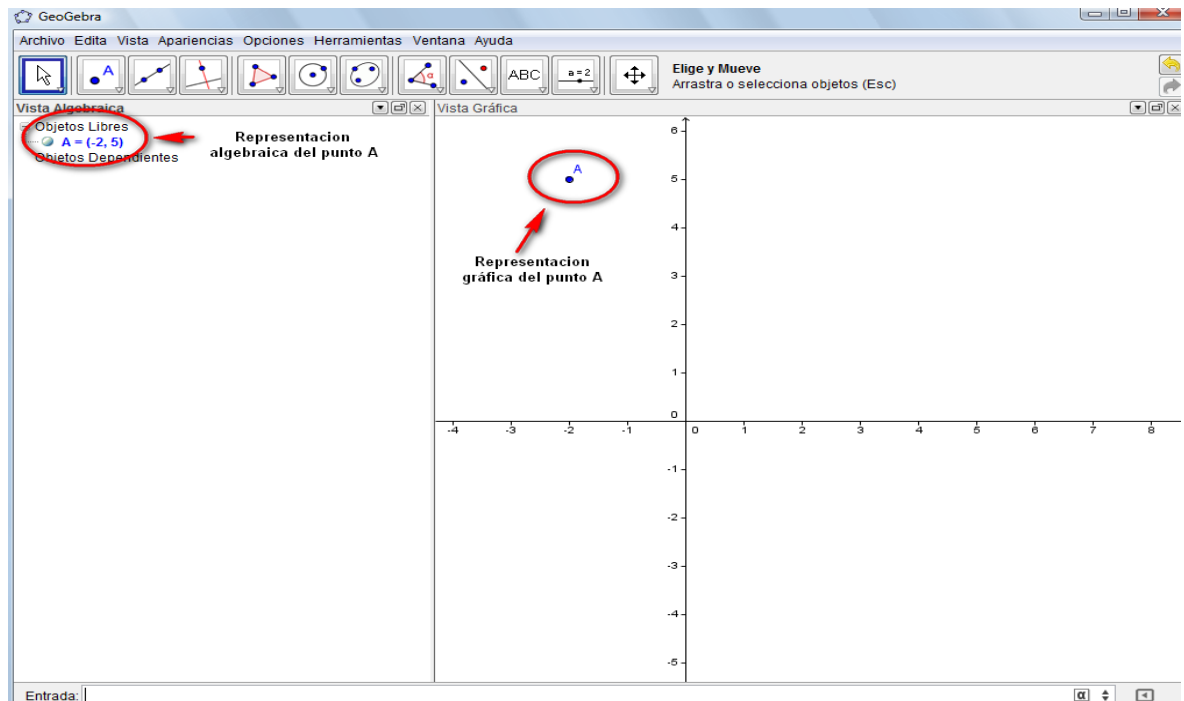 GeoGebra
Archivo Edita Vista Apariencias Opciones Herramientas Ventana Ayuda
A
α
ABC
a=2
Elige y Mueve
Arrastra o selecciona objetos (Esc)
Vista Algebraica
Vista Gráfica
Objetos Libres
A = (-2, 5)
Objetos Dependientes
Representacion
algebraica del punto A
A
Representacion
gráfica del punto A
6
5
4
3
2
1
0
-4 -3 -2 -1 0 1 2 3 4 5 6 7 8
-1
-2
-3
-4
-5
Entrada:
α